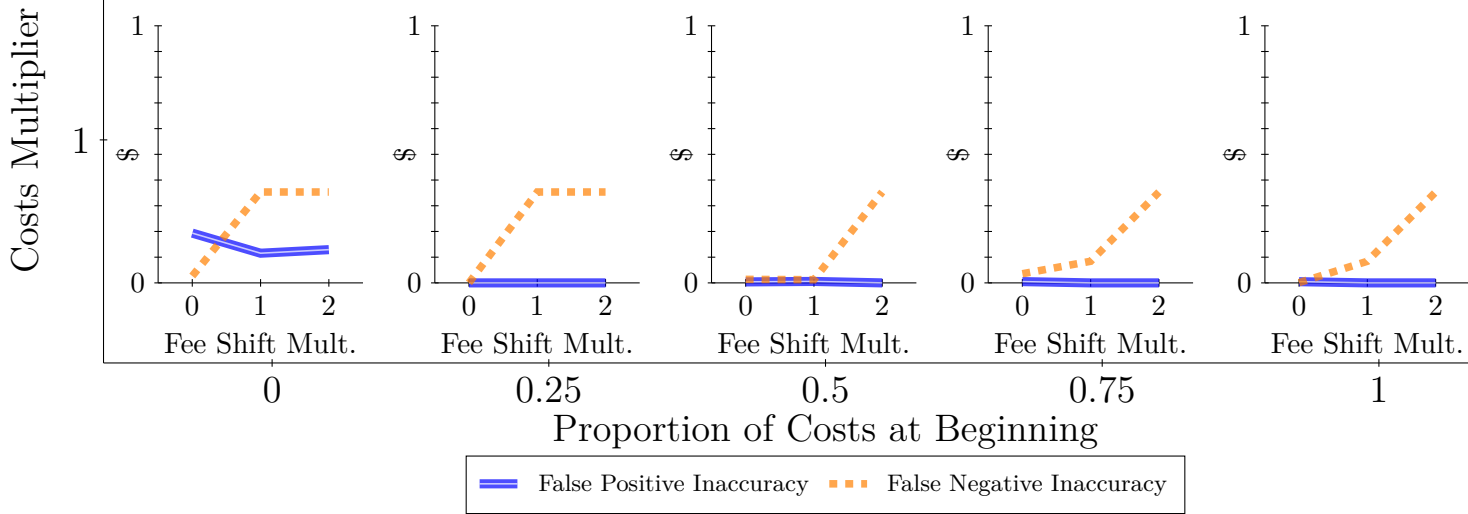 Costs Multiplier
1
1 1 1 1 1
$ $ $ $ $
0 0 0 0 0
0 1 2 0 1 2 0 1 2 0 1 2 0 1 2
Fee Shift Mult. Fee Shift Mult. Fee Shift Mult. Fee Shift Mult. Fee Shift Mult.
0 0.25 0.5 0.75 1
Proportion of Costs at Beginning
False Positive Inaccuracy False Negative Inaccuracy